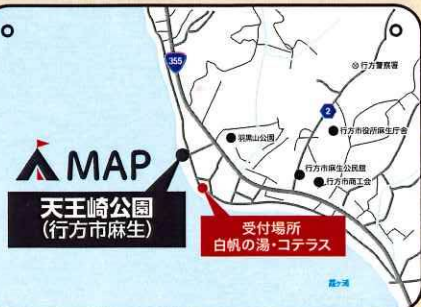 355
行方警察署
2
羽黒山公園
行方市役所麻生庁舎
MAP
行方市麻生公民館
行方市商工会
天王崎公園
(行方市麻生)
受付場所
白帆の湯・コテラス
霞ヶ浦